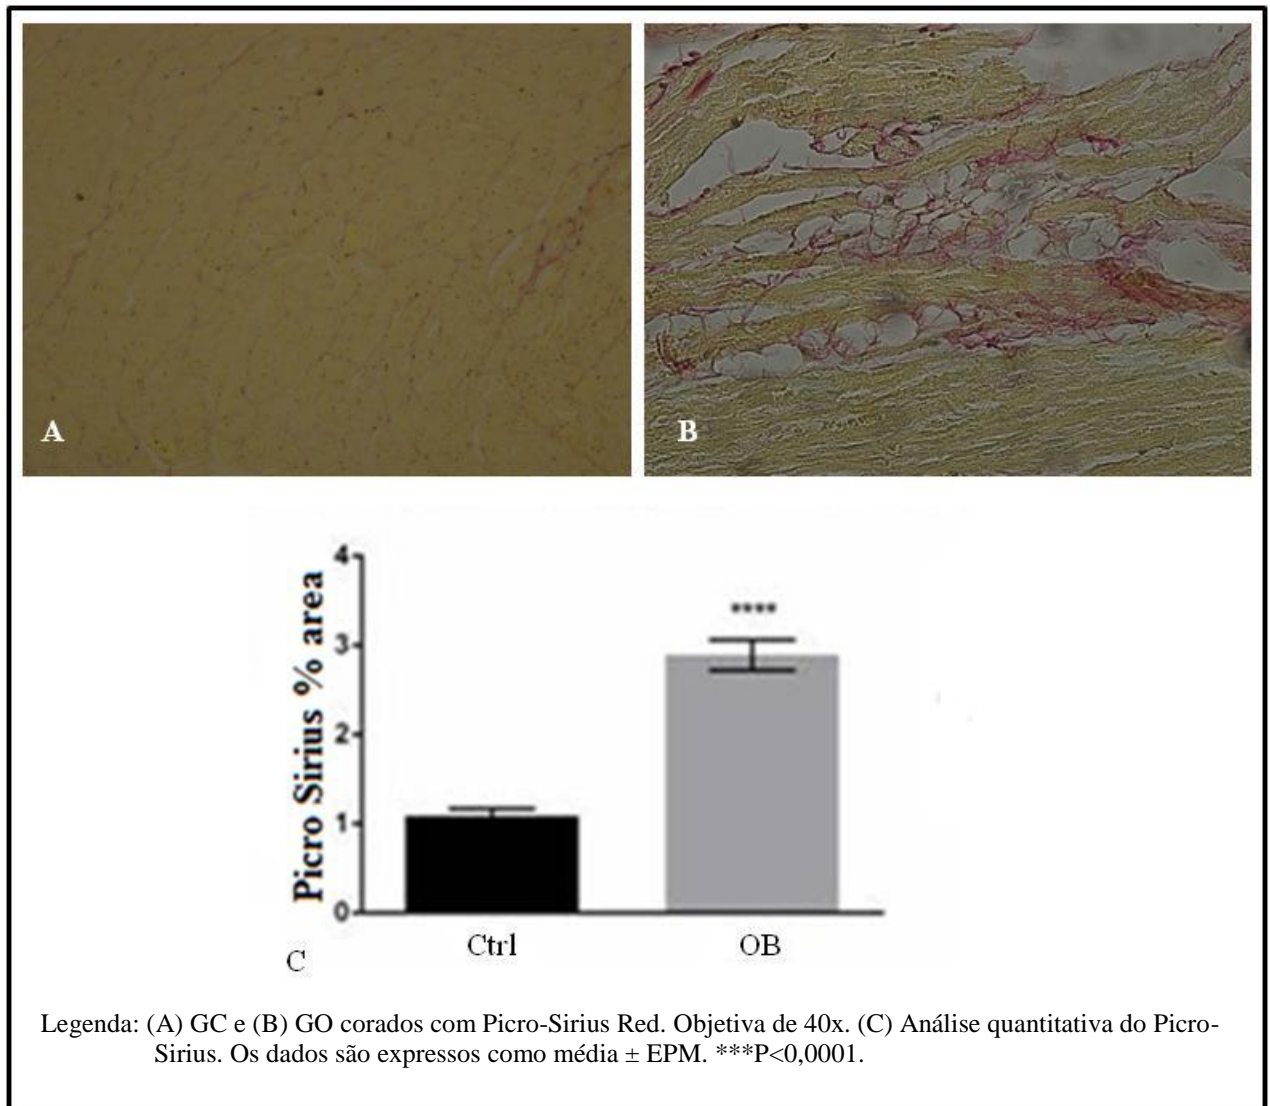 A
B
Picro Sirius % area
4
3
2
1
0
****
Ctrl
OB
C
Legenda: (A) GC e (B) GO corados com Picro-Sirius Red. Objetiva de 40x. (C) Análise quantitativa do Picro-
Sirius. Os dados são expressos como média ± EPM. ***P<0,0001.